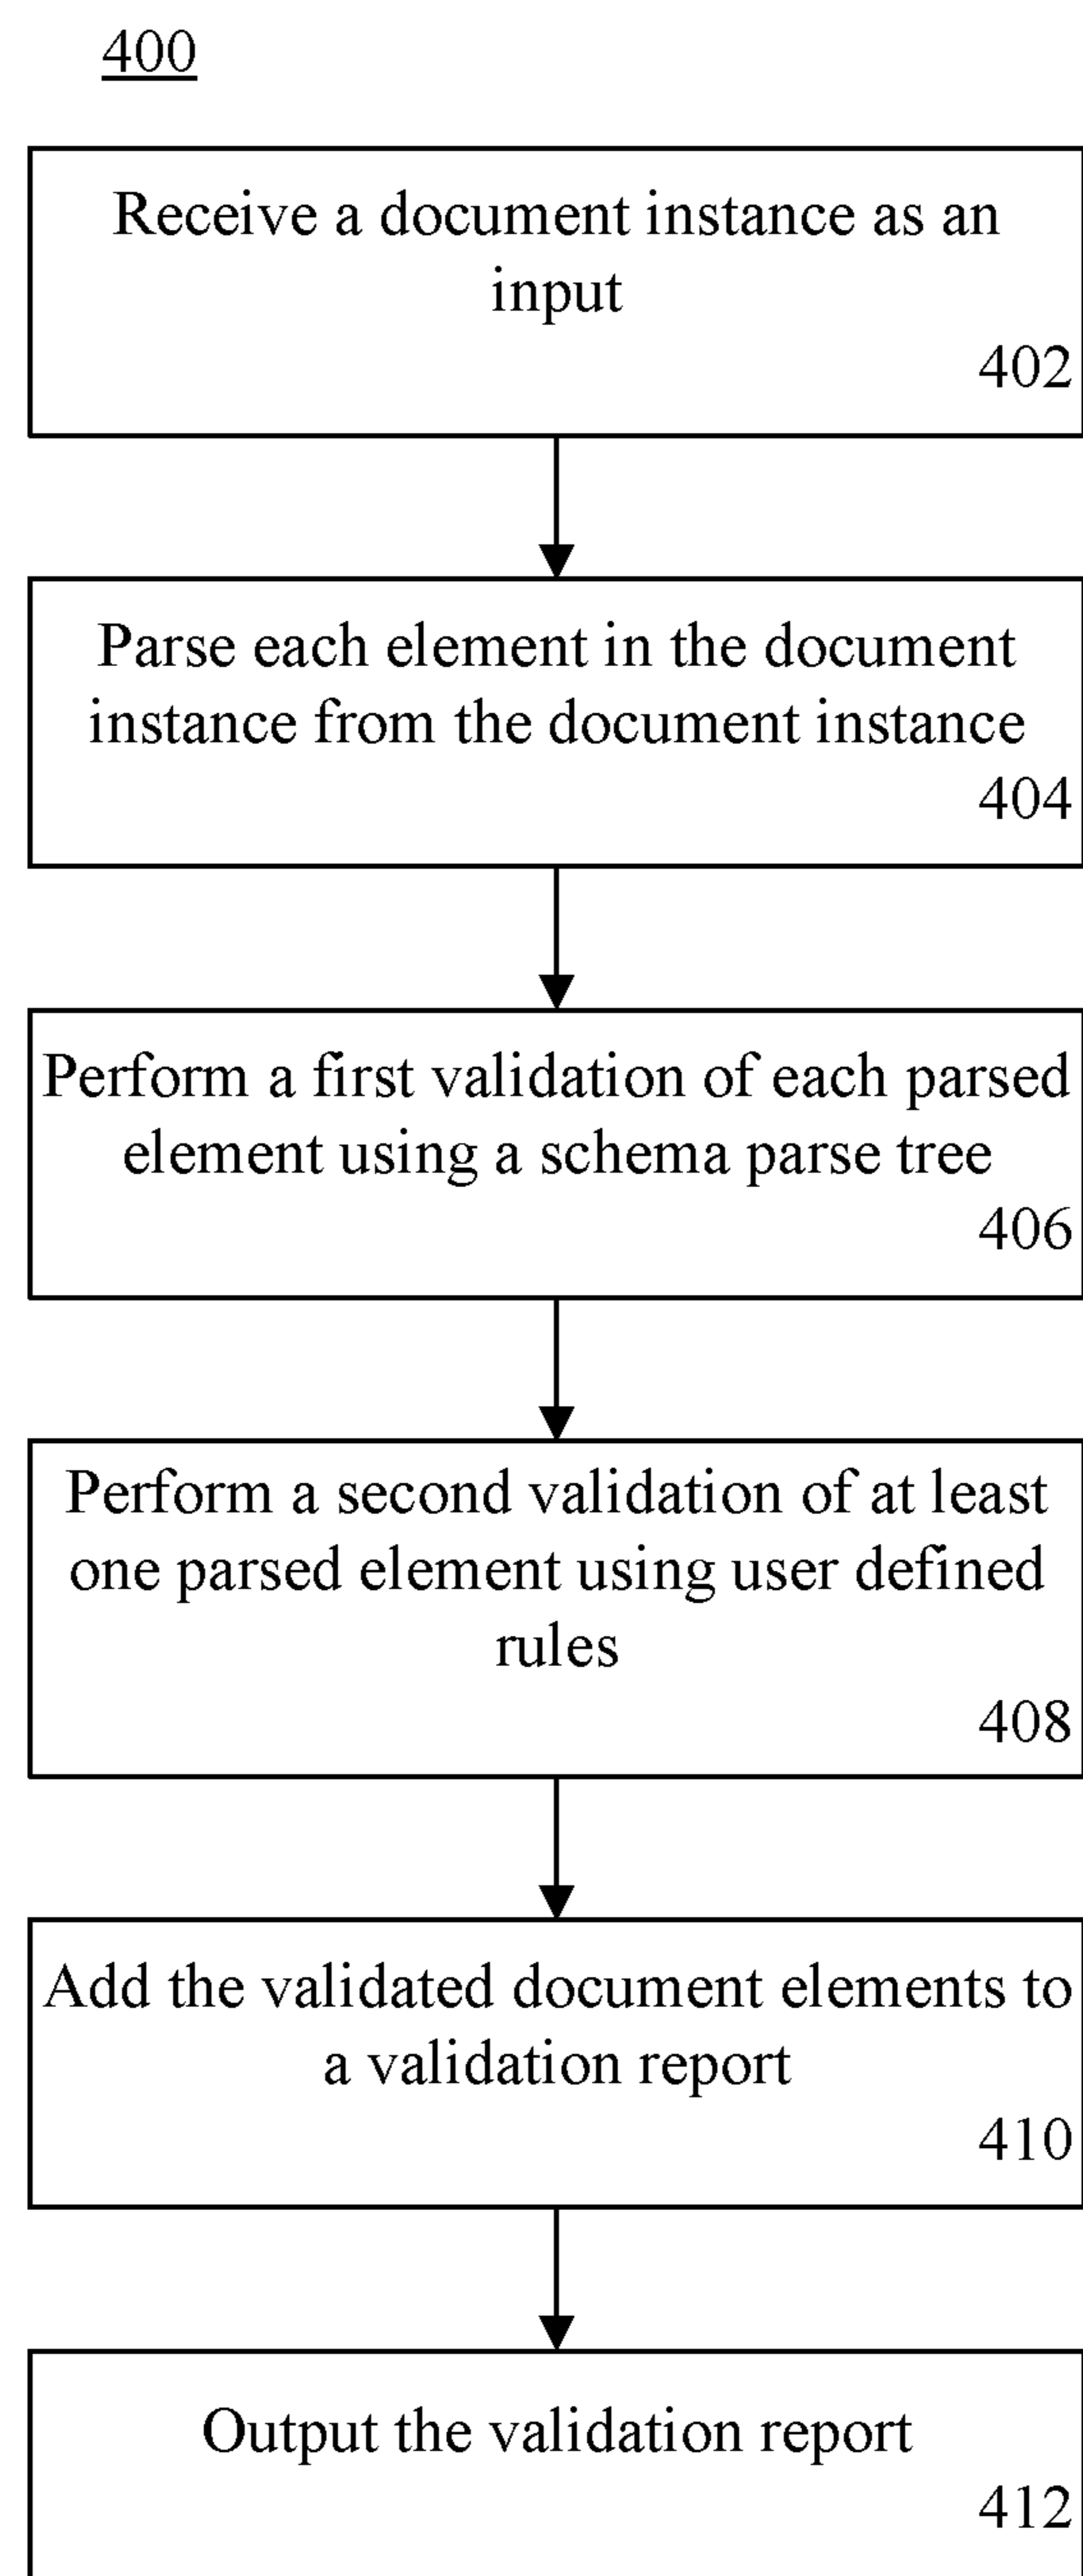 400
Receive a document instance as an
input
402
Parse each element in the document
instance from the document instance
404
Perform a first validation of each parsed
element using a schema parse tree
406
Perform a second validation of at least
one parsed element using user defined
rules
408
Add the validated document elements to
a validation report
410
Output the validation report
412